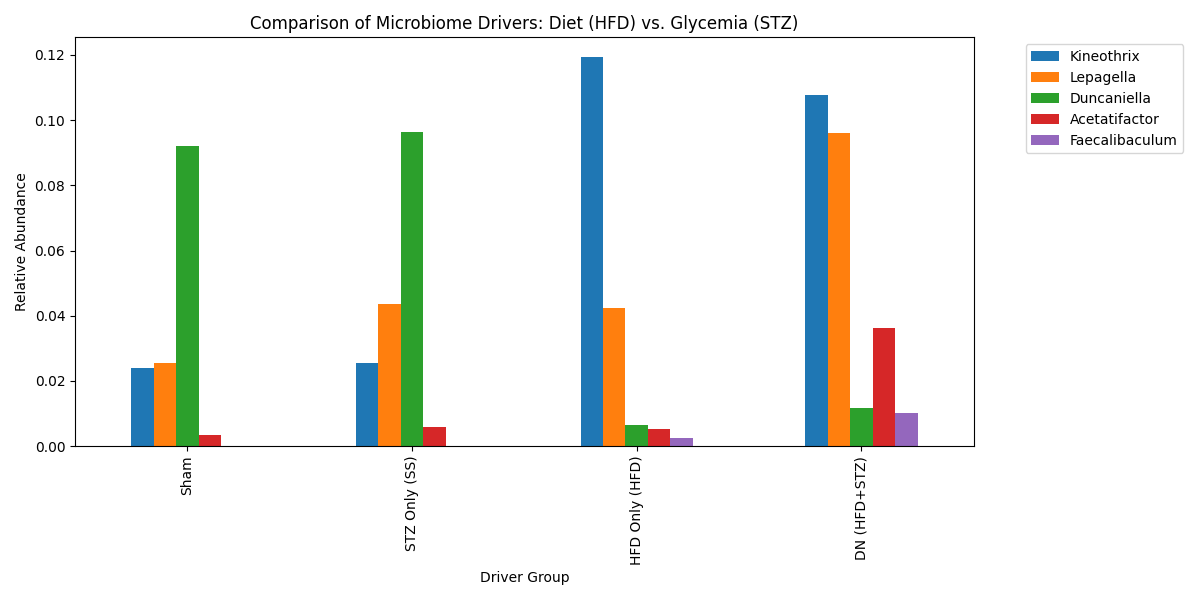 Comparison of Microbiome Drivers: Diet (HFD) vs. Glycemia (STZ)
Kineothrix
Lepagella
Duncaniella
Acetatifactor
Faecalibaculum
Relative Abundance
0.12
0.10
0.08
0.06
0.04
0.02
0.00
Sham
STZ Only (SS)
HFD Only (HFD)
DN (HFD+STZ)
Driver Group